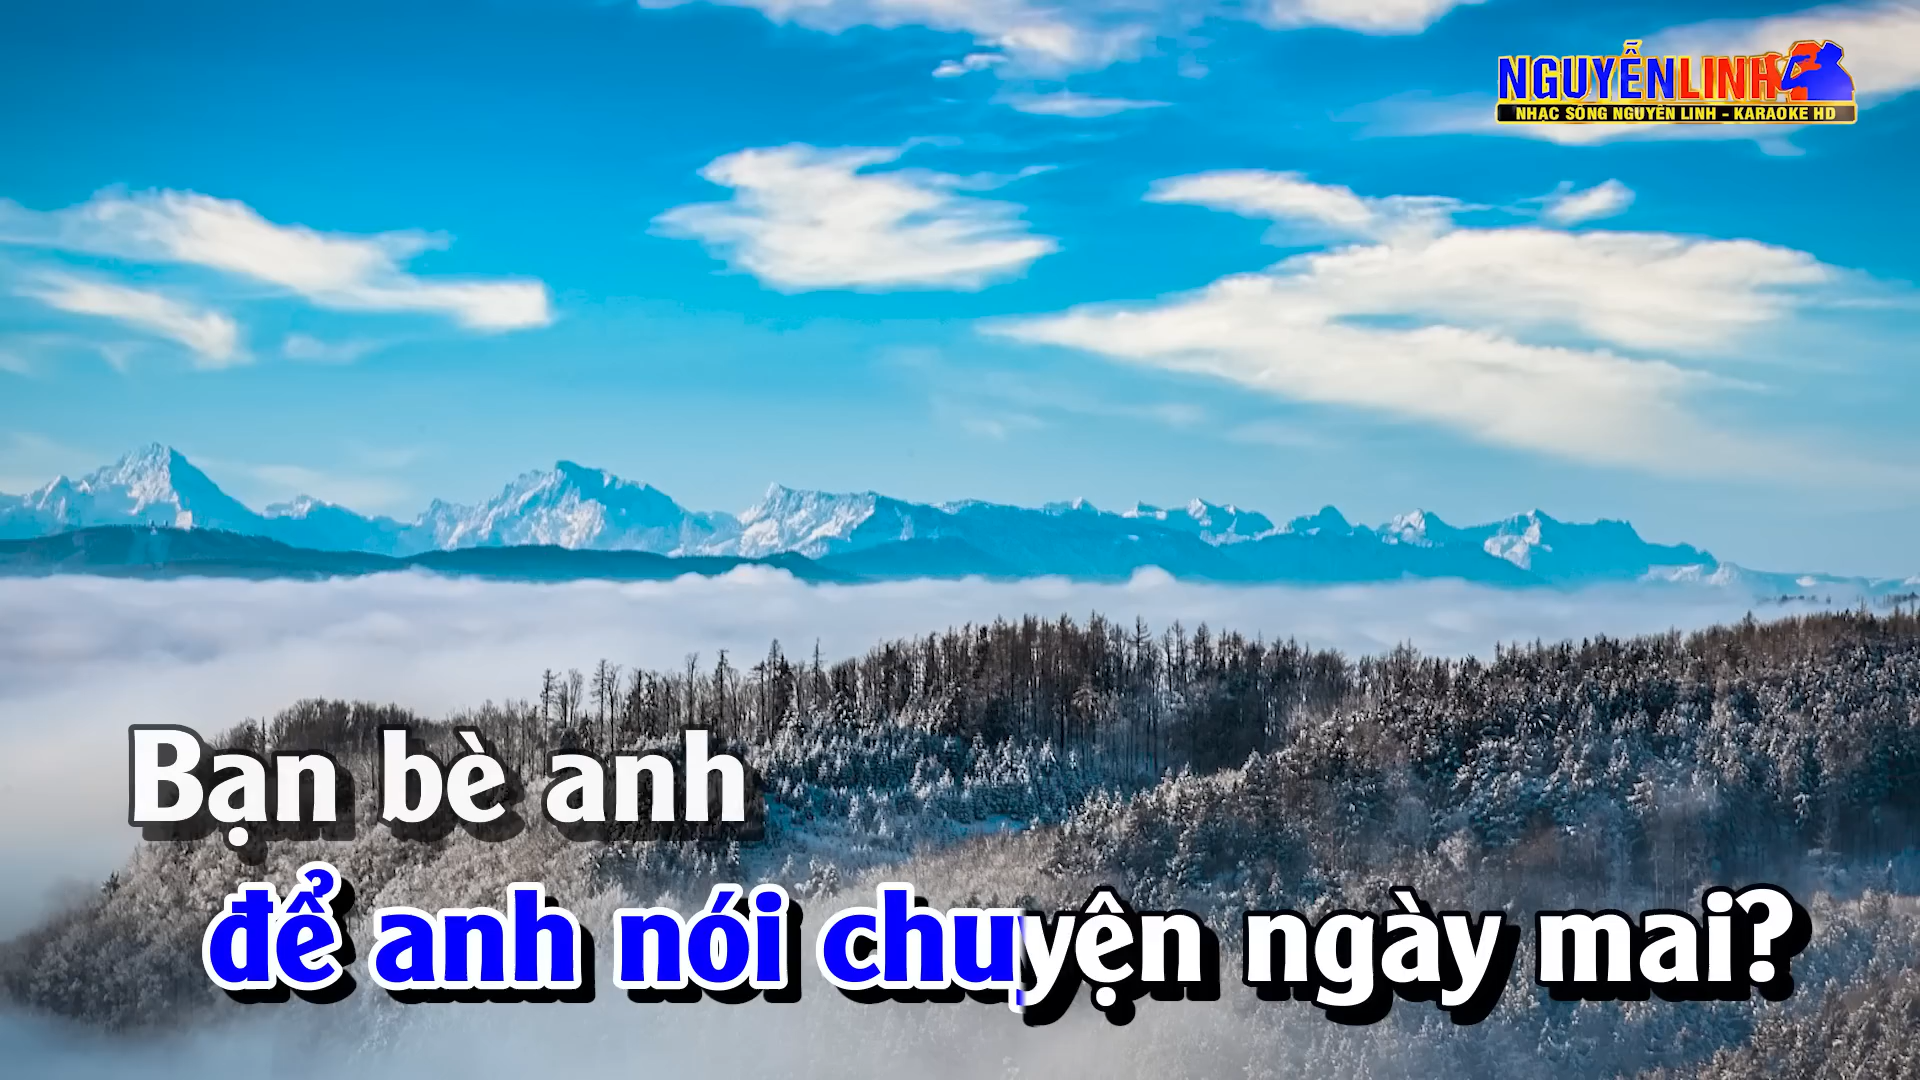 NGUYỄN LINH
NHẠC SỐNG NGUYỄN LINH - KARAOKE HD
Bạn bè anh
để anh nói chuyện ngày mai?